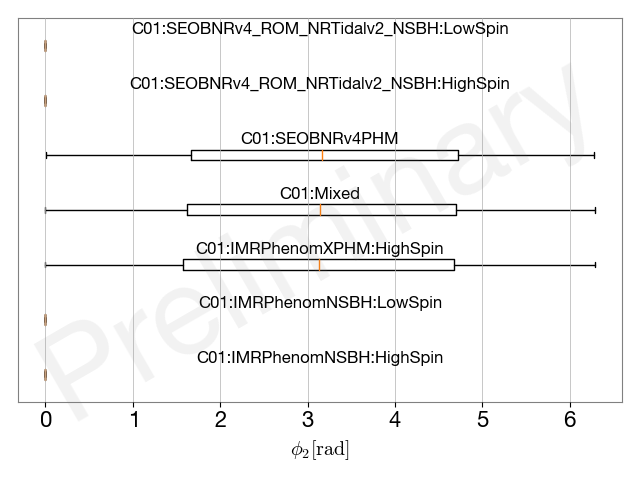 C01:SEOBNRv4_ROM_NRTidalv2_NSBH:LowSpin
C01:SEOBNRv4_ROM_NRTidalv2_NSBH:HighSpin
C01:SEOBNRv4PHM
C01:Mixed
C01:IMRPhenomXPHM:HighSpin
C01:IMRPhenomNSBH:LowSpin
C01:IMRPhenomNSBH:HighSpin
Preliminary
0 1 2 3 4 5 6
ϕ₂[rad]